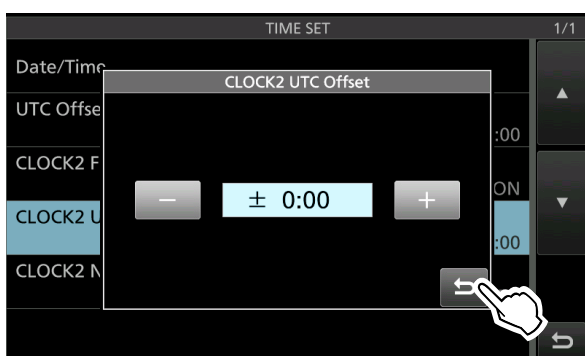 TIME SET 1/1
Date/Time
CLOCK2 UTC Offset
UTC Offse
:00
CLOCK2 F
ON
− ± 0:00 +
CLOCK2 U
:00
CLOCK2 N